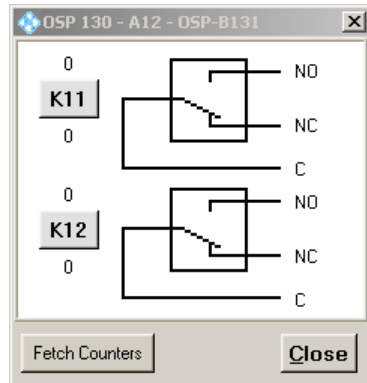 OSP 130 - A12 - OSP-B131
0
K11
0
NO
NC
C
0
K12
0
NO
NC
C
Fetch Counters
Close